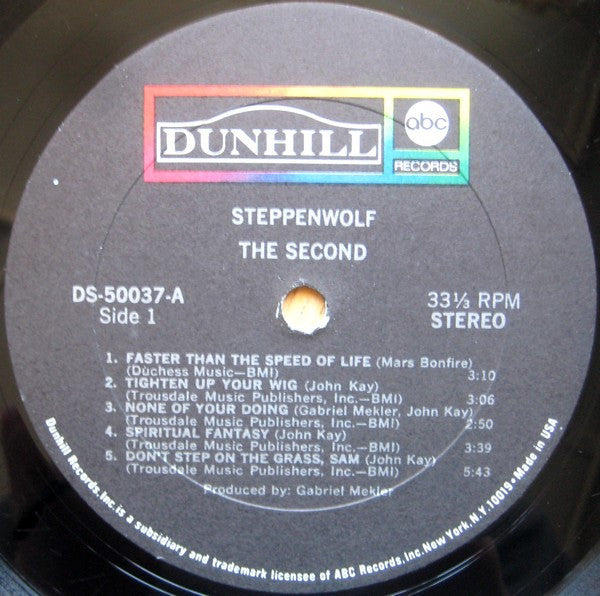 DUNHILL
abc
RECORDS
STEPPENWOLF
THE SECOND
DS-50037-A
Side 1
33⅓ RPM
STEREO
1. FASTER THAN THE SPEED OF LIFE (Mars Bonfire)
(Duchess Music—BMI) 3:10
2. TIGHTEN UP YOUR WIG (John Kay)
(Trousdale Music Publishers, Inc.—BMI) 3:06
3. NONE OF YOUR DOING (Gabriel Mekler, John Kay)
(Trousdale Music Publishers, Inc.—BMI) 2:50
4. SPIRITUAL FANTASY (John Kay)
(Trousdale Music Publishers, Inc.—BMI) 3:39
5. DON'T STEP ON THE GRASS, SAM (John Kay)
(Trousdale Music Publishers, Inc.—BMI) 5:43
Produced by: Gabriel Mekler
Dunhill Records, Inc. is a subsidiary and trademark licensee of ABC Records, Inc. New York, N.Y. 10019 • Made in USA